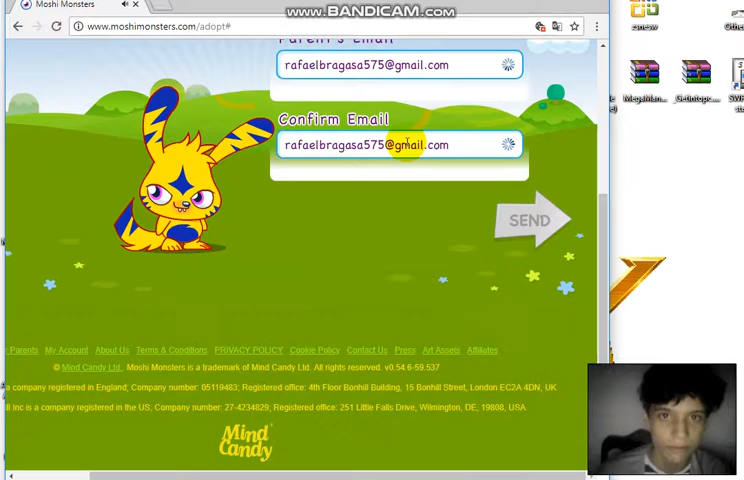 Moshi Monsters
www.BANDICAM.com
www.moshimonsters.com/adopt#
Parent's Email
rafaelbragasa575@gmail.com
Confirm Email
rafaelbragasa575@gmail.com
SEND
r Parents My Account About Us Terms & Conditions PRIVACY POLICY Cookie Policy Contact Us Press Art Assets Affiliates
© Mind Candy Ltd. Moshi Monsters is a trademark of Mind Candy Ltd. All rights reserved. v0.54.6-59.537
a company registered in England; Company number: 05119483; Registered office: 4th Floor Bonhill Building, 15 Bonhill Street, London EC2A 4DN, UK
Inc is a company registered in the US, Company number: 27-4234829; Registered office: 251 Little Falls Drive, Wilmington, DE, 19808, USA.
Mind
Candy
MegaMan
Getintopc